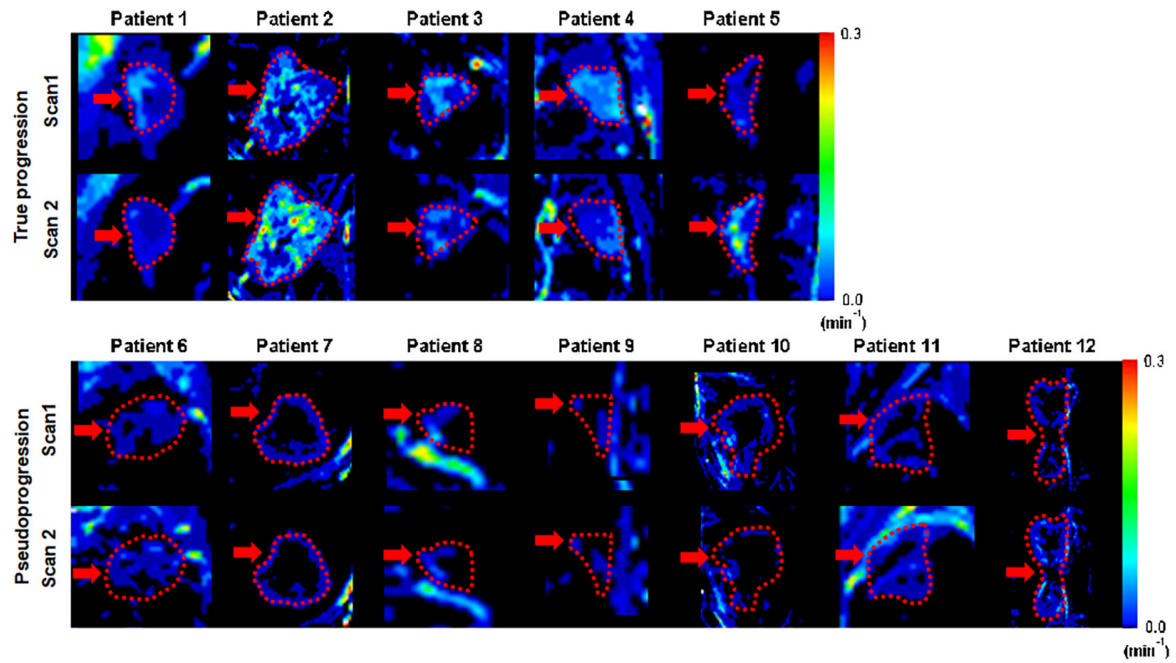 Patient 1 Patient 2 Patient 3 Patient 4 Patient 5
True progression
Scan1
Scan 2
0.3
0.0
(min⁻¹)
Patient 6 Patient 7 Patient 8 Patient 9 Patient 10 Patient 11 Patient 12
Pseudoprogression
Scan1
Scan 2
0.3
0.0
(min⁻¹)